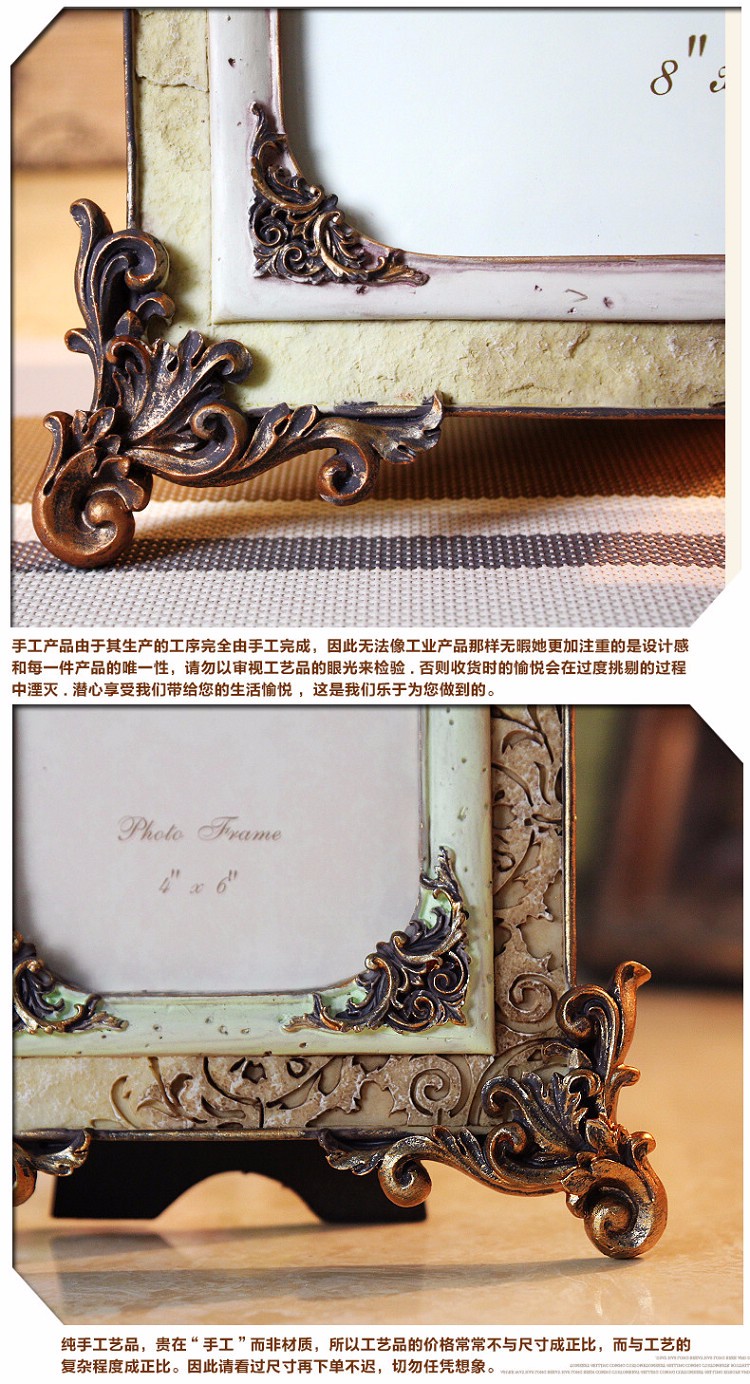 8" x
手工产品由于其生产的工序完全由手工完成，因此无法像工业产品那样无暇她更加注重的是设计感
和每一件产品的唯一性，请勿以审视工艺品的眼光来检验．否则收货时的愉悦会在过度挑剔的过程
中湮灭．潜心享受我们带给您的生活愉悦，这是我们乐于为您做到的。
Photo Frame
4" x 6"
纯手工艺品，贵在“手工”而非材质，所以工艺品的价格常常不与尺寸成正比，而与工艺的
复杂程度成正比。因此请看过尺寸再下单不迟，切勿任凭想象。